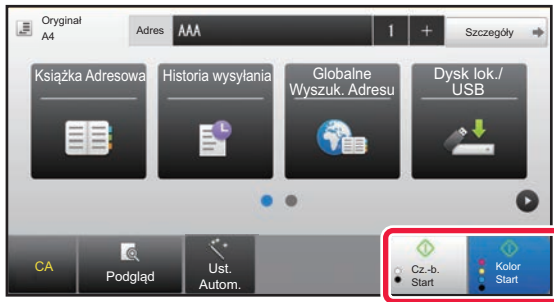 Oryginał
A4
Adres AAA 1 + Szczegóły
Książka Adresowa
Historia wysyłania
Globalne
Wyszuk. Adresu
Dysk lok./
USB
CA
Podgląd
Ust.
Autom.
Cz.-b.
Start
Kolor
Start